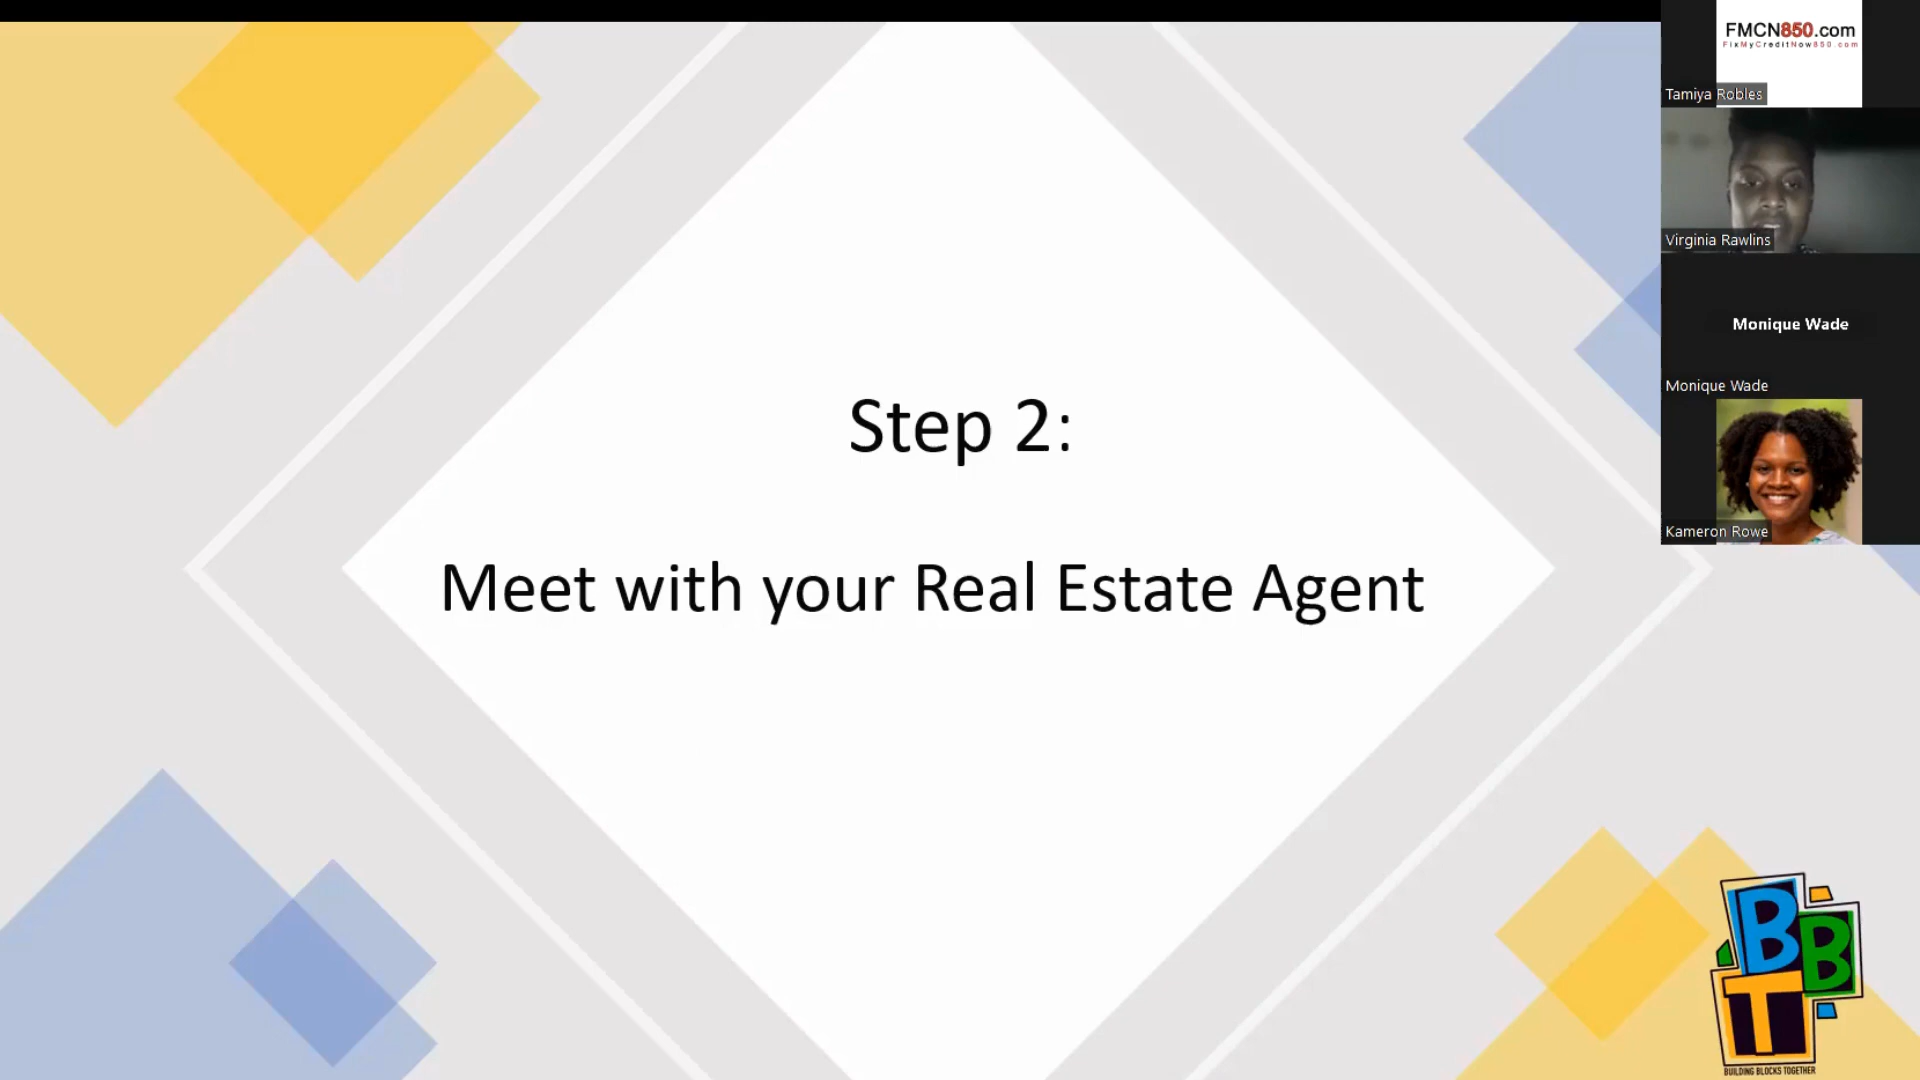 Step 2:
Meet with your Real Estate Agent
FMCN850.com
FixMyCreditNow850.com
Tamiya Robles
Virginia Rawlins
Monique Wade
Monique Wade
Kameron Rowe
BBT
BUILDING BLOCKS TOGETHER